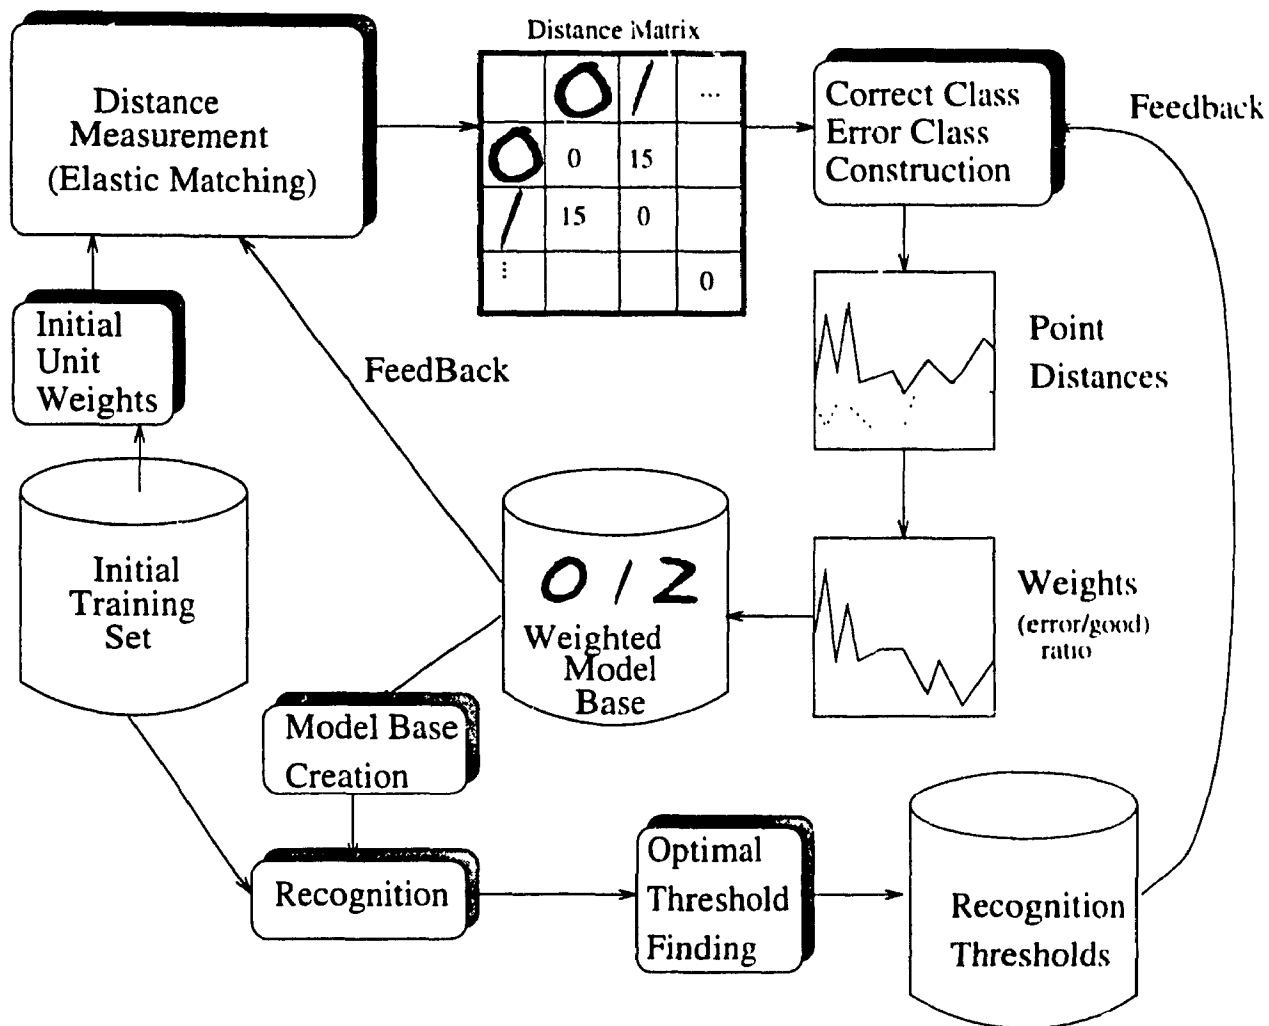 Distance Matrix
Distance
Measurement
(Elastic Matching)
0 / ...
0 0 15
/ 15 0
... 0
Correct Class
Error Class
Construction
Feedback
Initial
Unit
Weights
FeedBack
Point
Distances
Initial
Training
Set
0 / 2
Weighted
Model
Base
Weights
(error/good)
ratio
Model Base
Creation
Recognition
Optimal
Threshold
Finding
Recognition
Thresholds